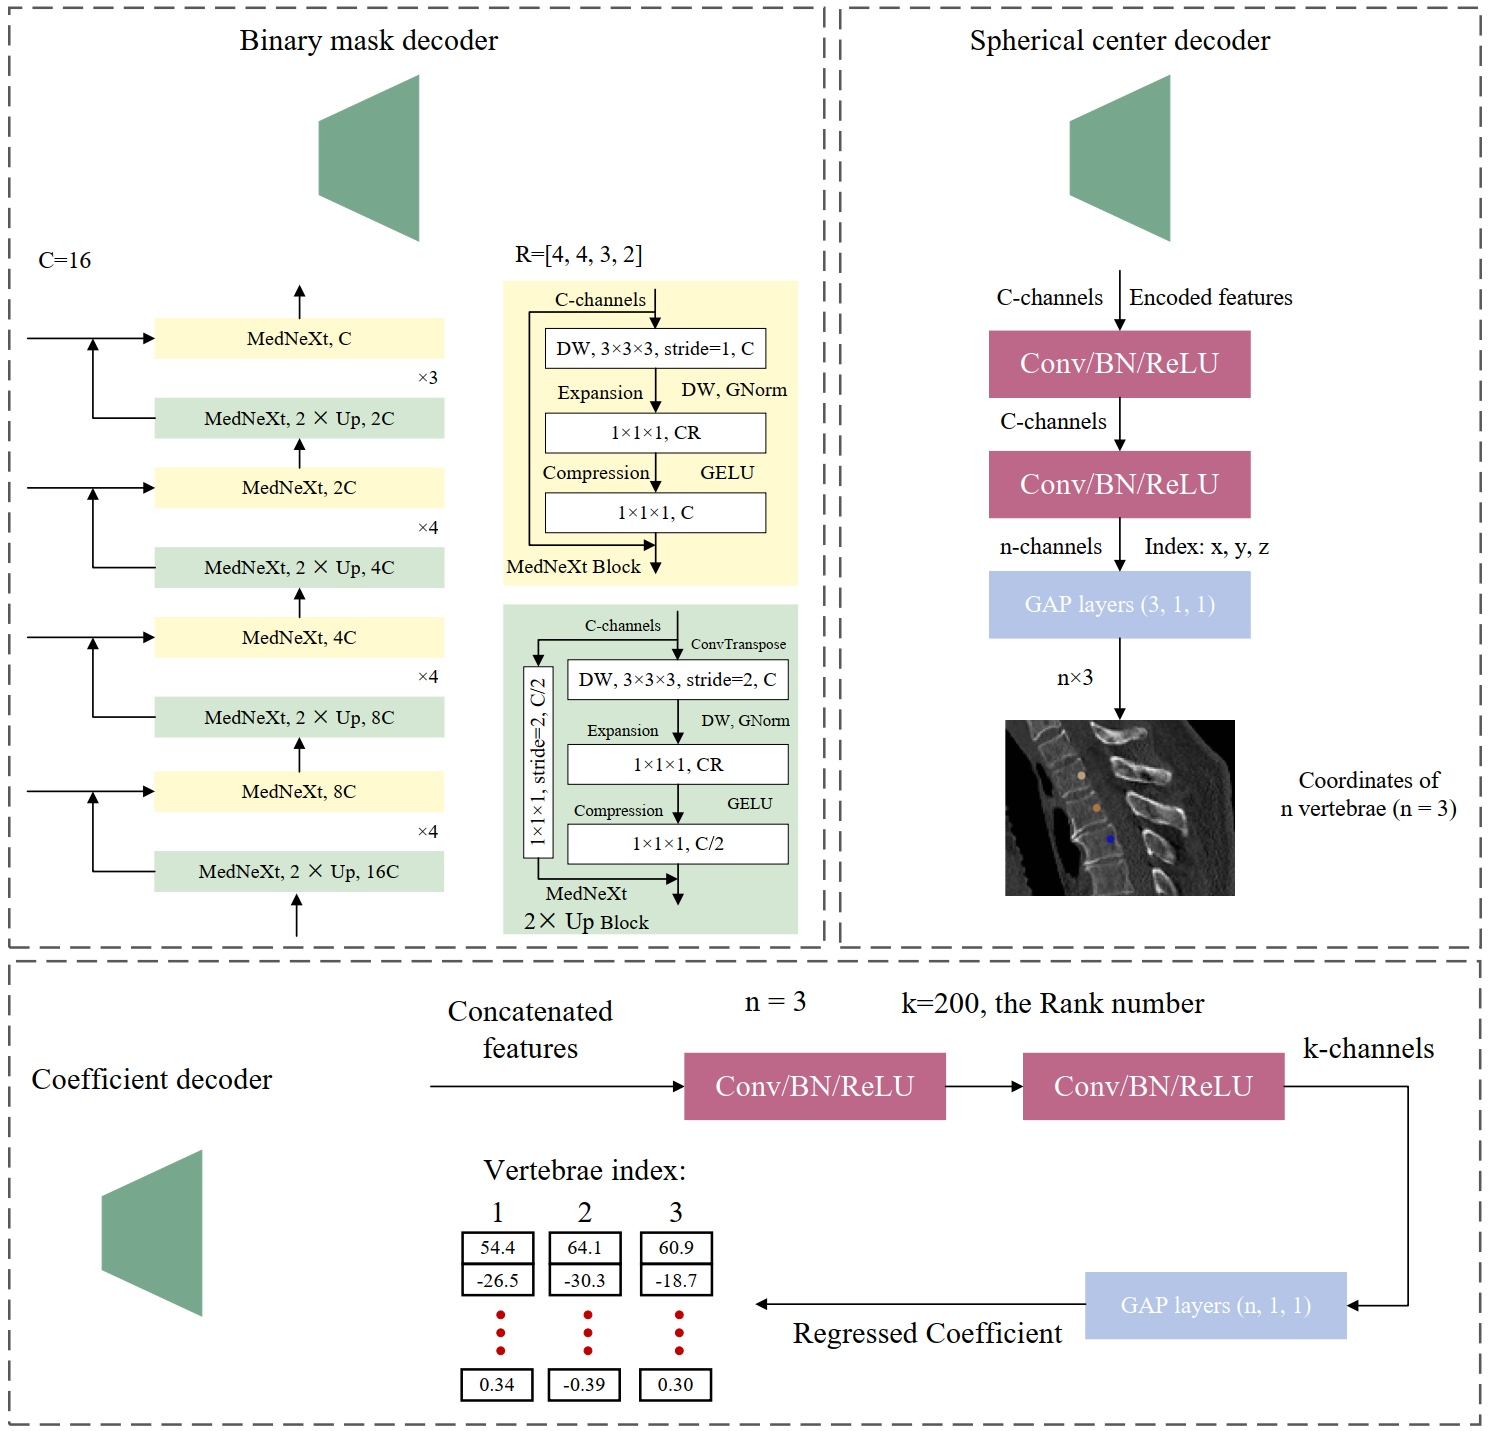 Binary mask decoder
C=16
MedNeXt, C
×3
MedNeXt, 2 × Up, 2C
MedNeXt, 2C
×4
MedNeXt, 2 × Up, 4C
MedNeXt, 4C
×4
MedNeXt, 2 × Up, 8C
MedNeXt, 8C
×4
MedNeXt, 2 × Up, 16C
R=[4, 4, 3, 2]
C-channels
DW, 3×3×3, stride=1, C
Expansion
DW, GNorm
1×1×1, CR
Compression
GELU
1×1×1, C
MedNeXt Block
C-channels
ConvTranspose
1×1×1, stride=2, C/2
DW, 3×3×3, stride=2, C
DW, GNorm
Expansion
1×1×1, CR
GELU
Compression
1×1×1, C/2
MedNeXt
2× Up Block
Spherical center decoder
C-channels
Encoded features
Conv/BN/ReLU
C-channels
Conv/BN/ReLU
n-channels
Index: x, y, z
GAP layers (3, 1, 1)
n×3
Coordinates of
n vertebrae (n = 3)
Coefficient decoder
Concatenated
features
n = 3
k=200, the Rank number
Conv/BN/ReLU
Conv/BN/ReLU
k-channels
GAP layers (n, 1, 1)
Regressed Coefficient
Vertebrae index:
1 2 3
54.4 64.1 60.9
-26.5 -30.3 -18.7
0.34 -0.39 0.30